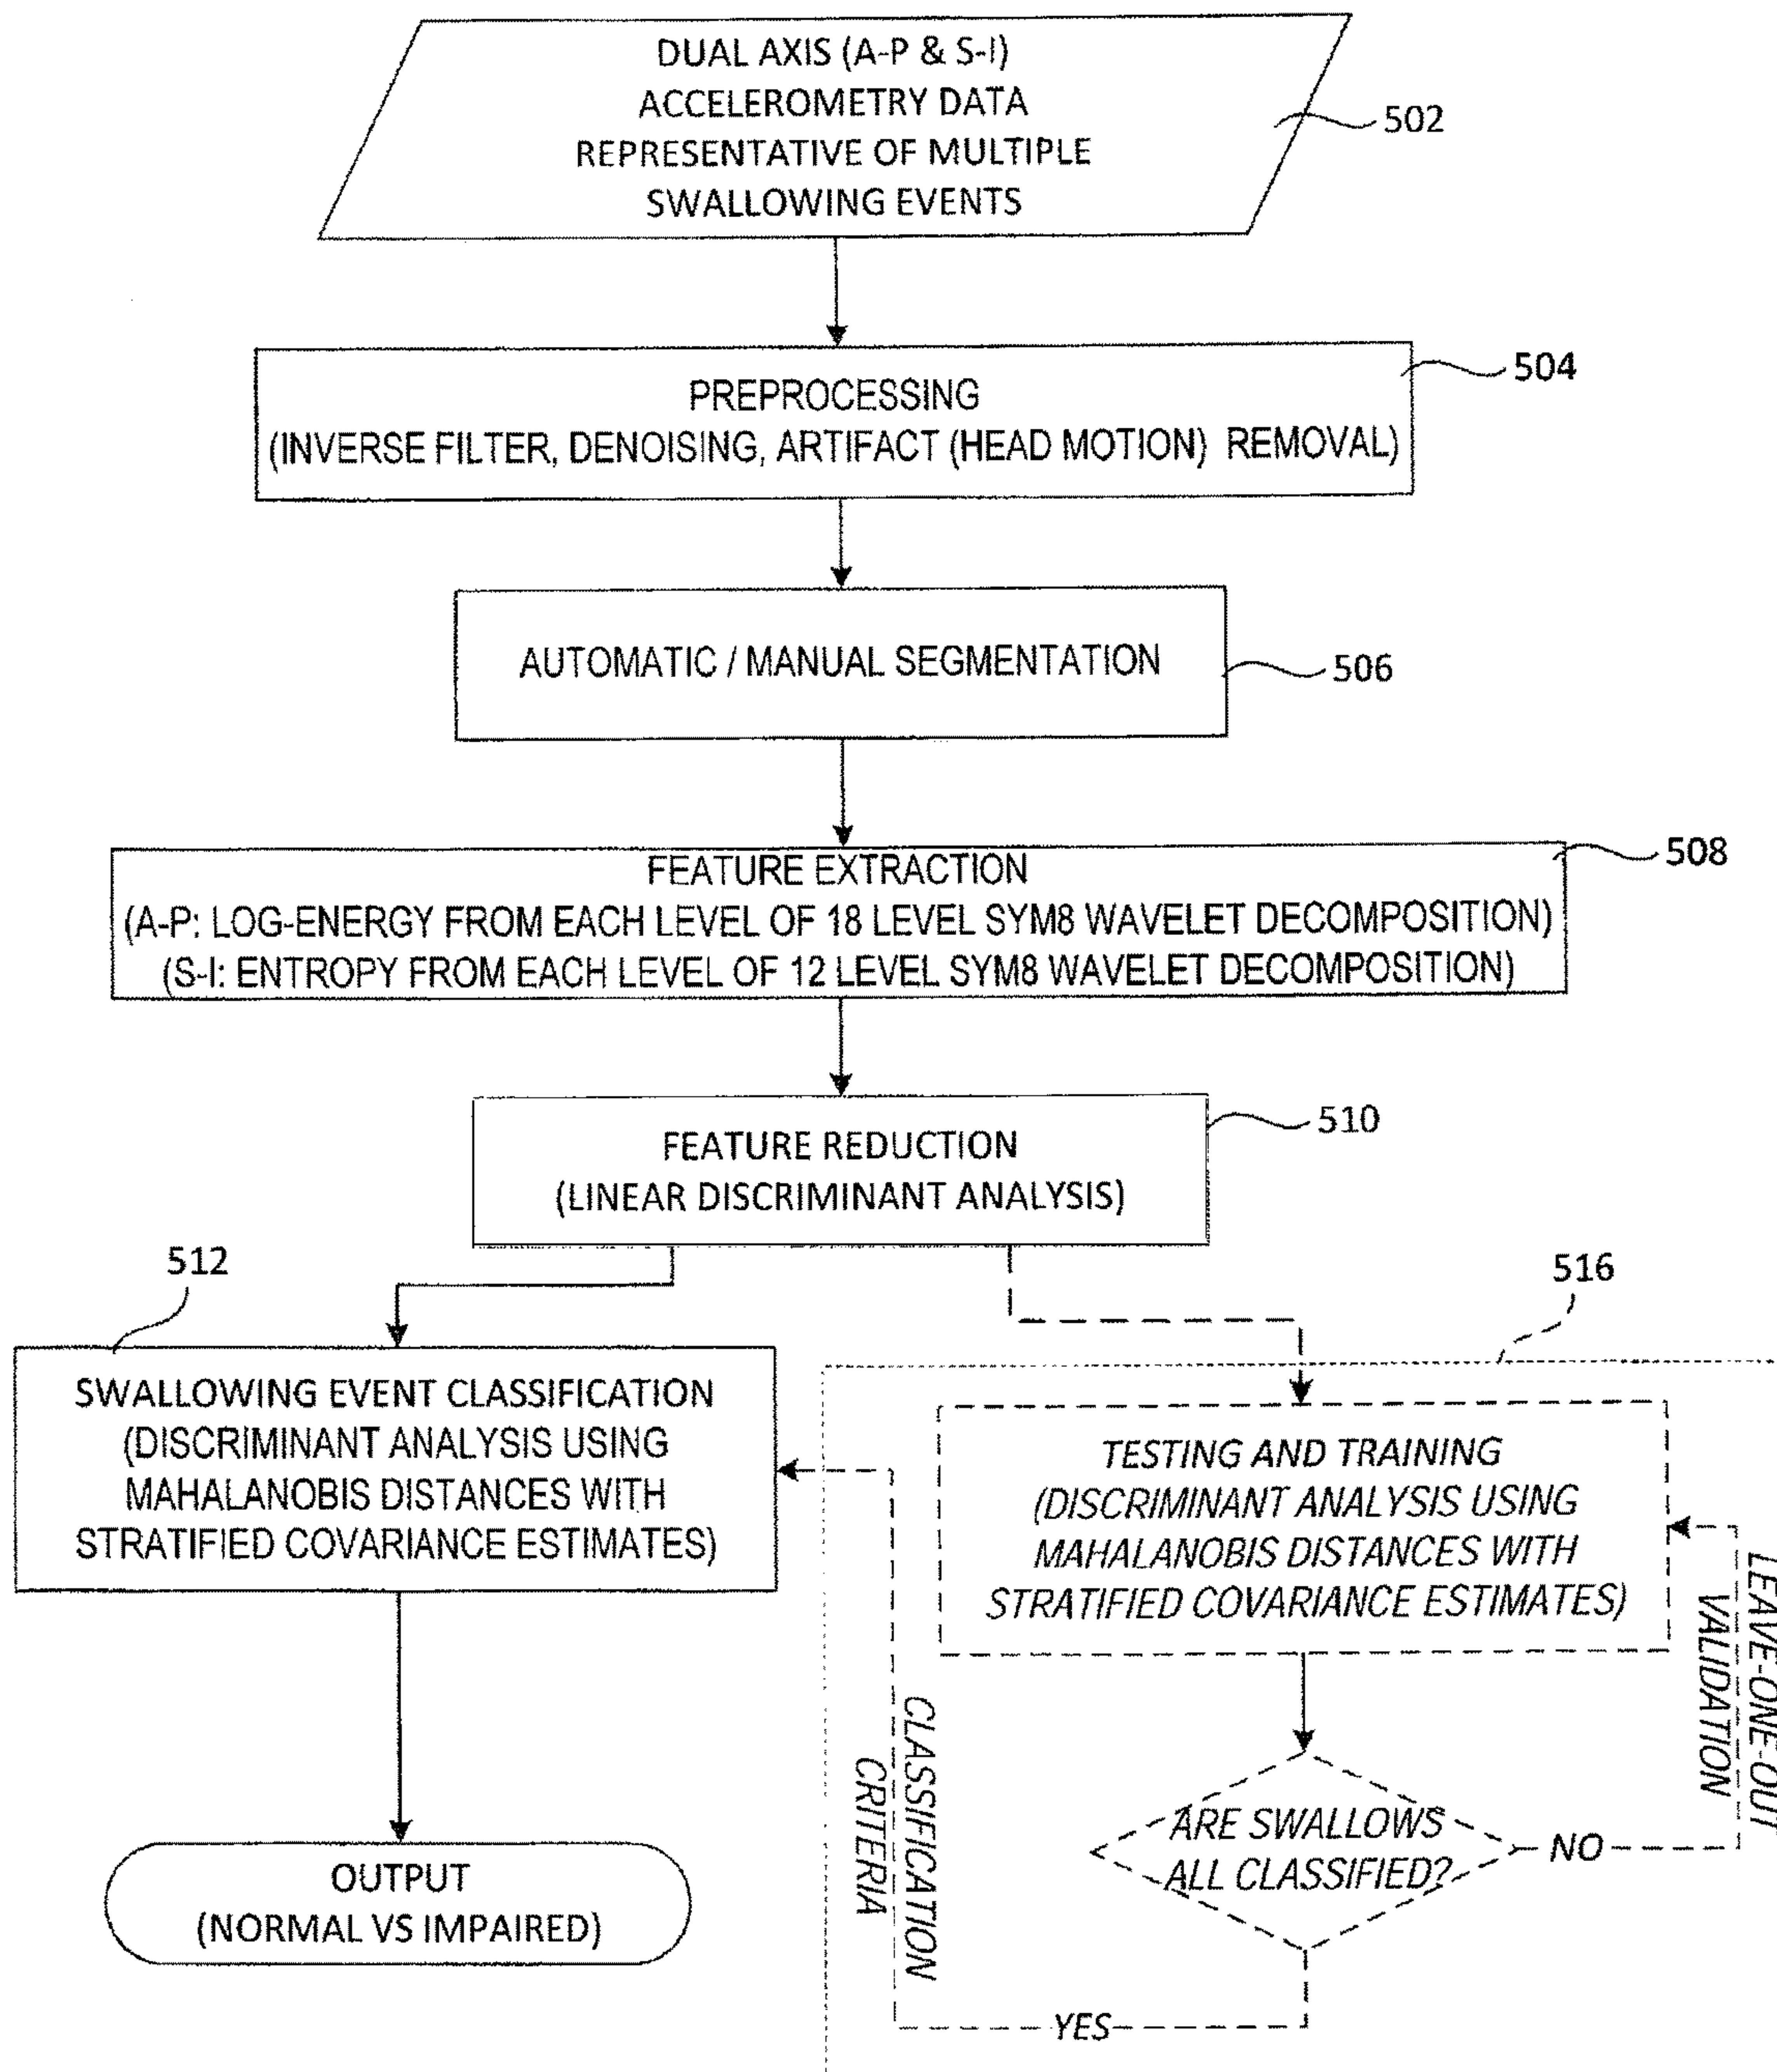 DUAL AXIS (A-P & S-I)
ACCELEROMETRY DATA
REPRESENTATIVE OF MULTIPLE
SWALLOWING EVENTS
502
PREPROCESSING
(INVERSE FILTER, DENOISING, ARTIFACT (HEAD MOTION) REMOVAL)
504
AUTOMATIC / MANUAL SEGMENTATION
506
FEATURE EXTRACTION
(A-P: LOG-ENERGY FROM EACH LEVEL OF 18 LEVEL SYM8 WAVELET DECOMPOSITION)
(S-I: ENTROPY FROM EACH LEVEL OF 12 LEVEL SYM8 WAVELET DECOMPOSITION)
508
FEATURE REDUCTION
(LINEAR DISCRIMINANT ANALYSIS)
510
512
SWALLOWING EVENT CLASSIFICATION
(DISCRIMINANT ANALYSIS USING
MAHALANOBIS DISTANCES WITH
STRATIFIED COVARIANCE ESTIMATES)
516
TESTING AND TRAINING
(DISCRIMINANT ANALYSIS USING
MAHALANOBIS DISTANCES WITH
STRATIFIED COVARIANCE ESTIMATES)
LEAVE-ONE-OUT
VALIDATION
CLASSIFICATION
CRITERIA
ARE SWALLOWS
ALL CLASSIFIED?
NO
YES
OUTPUT
(NORMAL VS IMPAIRED)